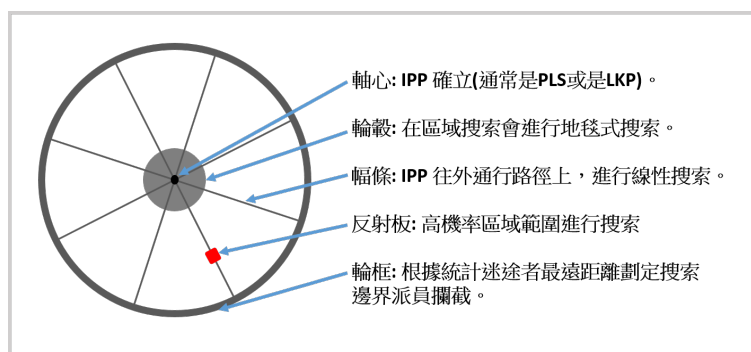 軸心: IPP 確立(通常是PLS或是LKP)。
輪轂: 在區域搜索會進行地毯式搜索。
幅條: IPP 往外通行路徑上，進行線性搜索。
反射板: 高機率區域範圍進行搜索
輪框: 根據統計迷途者最遠距離劃定搜索
邊界派員攔截。